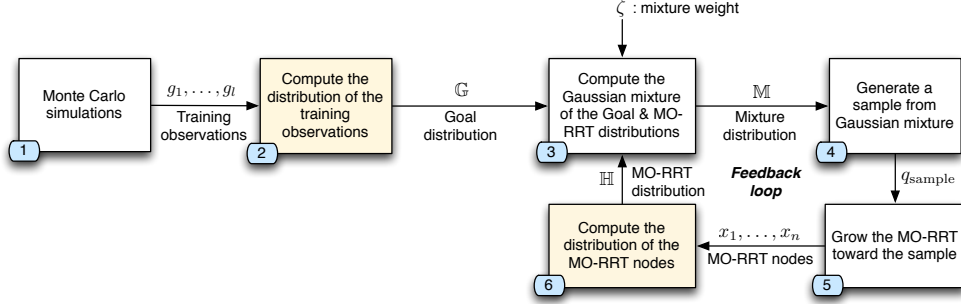 ζ : mixture weight
Monte Carlo
simulations
1
g₁, . . . , gₗ
Training
observations
Compute the
distribution of the
training
observations
2
𝔾
Goal
distribution
Compute the
Gaussian mixture
of the Goal & MO-
RRT distributions
3
𝕄
Mixture
distribution
Generate a
sample from
Gaussian mixture
4
q_sample
Grow the MO-RRT
toward the sample
5
x₁, . . . , xₙ
MO-RRT nodes
Compute the
distribution of the
MO-RRT nodes
6
ℍ
MO-RRT
distribution
Feedback
loop